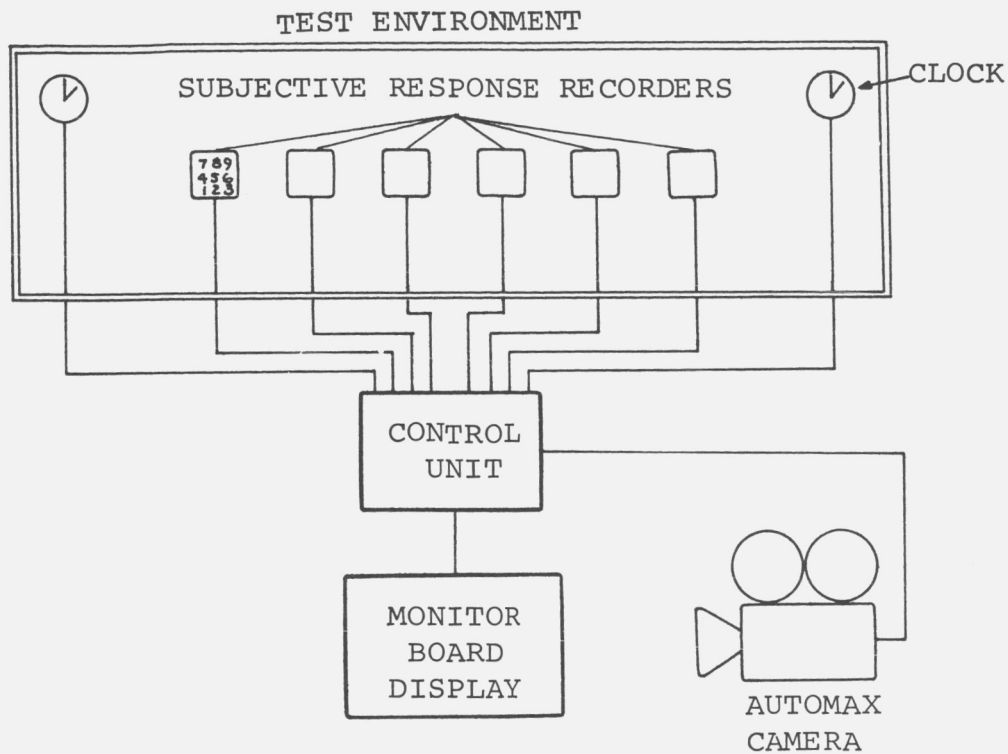 TEST ENVIRONMENT
SUBJECTIVE RESPONSE RECORDERS
CLOCK
789
456
123
CONTROL
UNIT
MONITOR
BOARD
DISPLAY
AUTOMAX
CAMERA